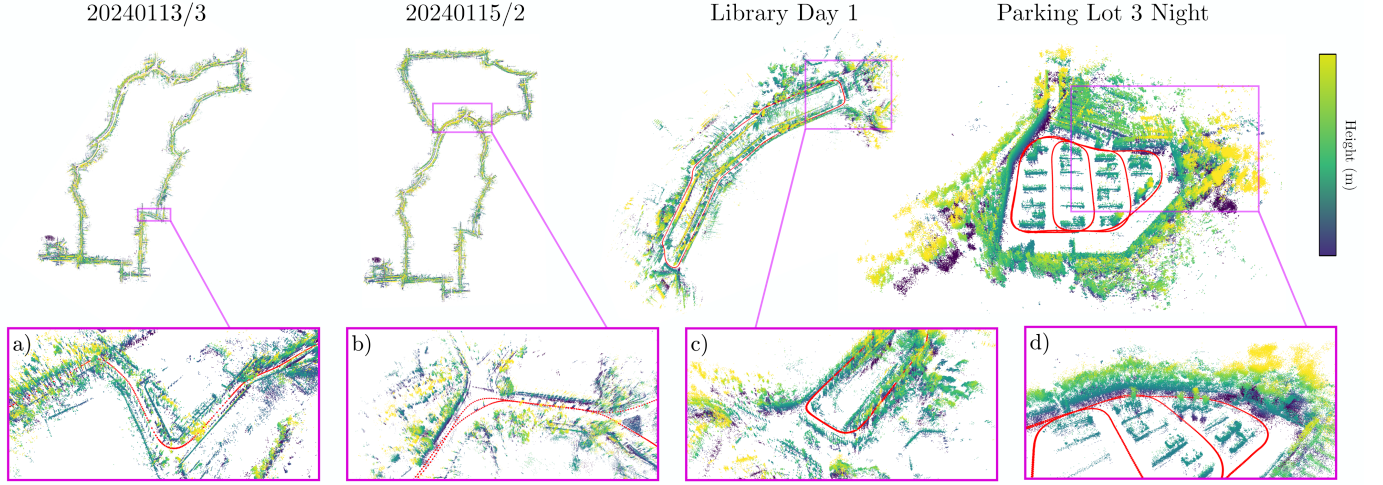 20240113/3
20240115/2
Library Day 1
Parking Lot 3 Night
Height (m)
a)
b)
c)
d)